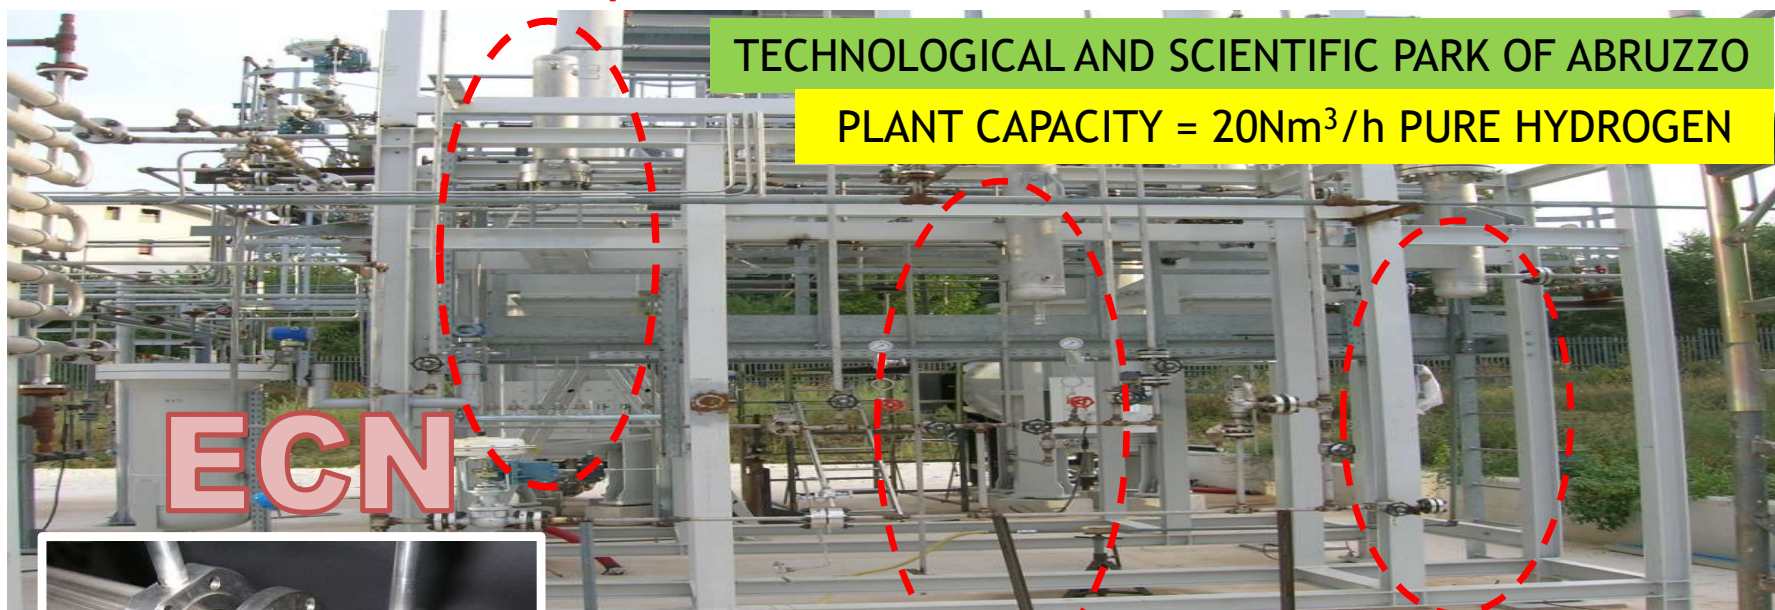 TECHNOLOGICAL AND SCIENTIFIC PARK OF ABRUZZO
PLANT CAPACITY = 20Nm³/h PURE HYDROGEN
ECN